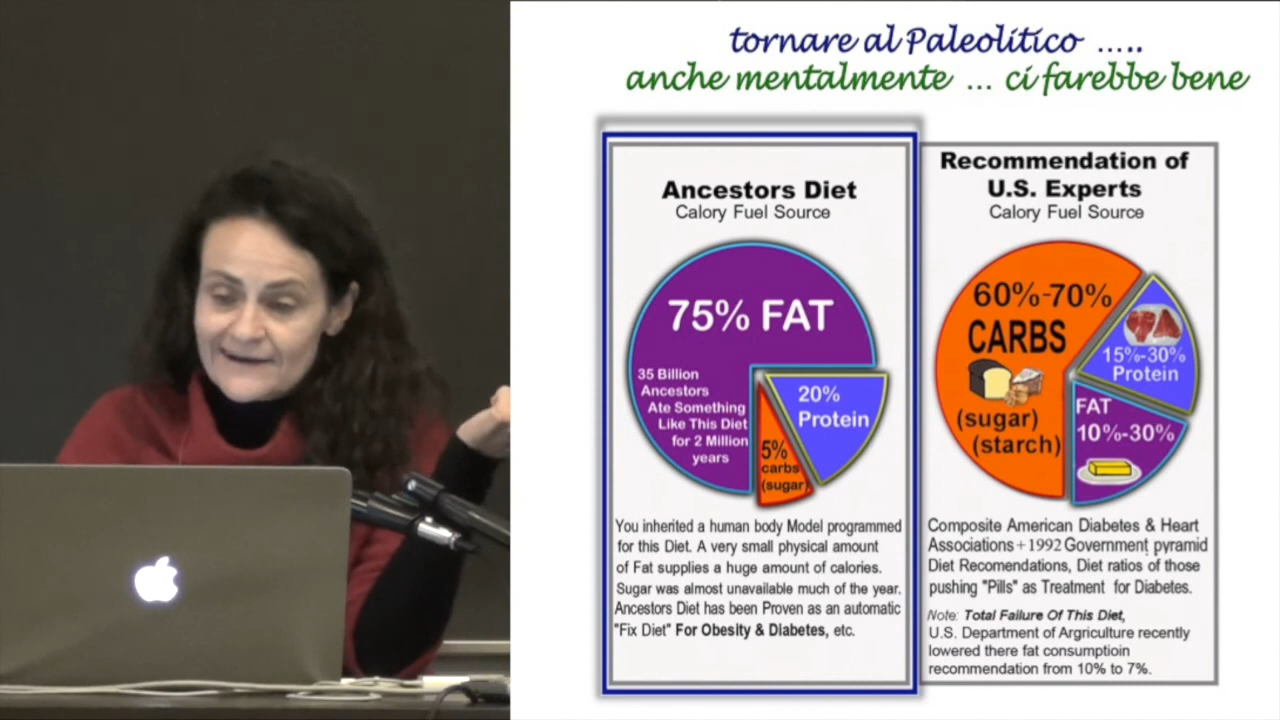 tornare al Paleolitico .....
anche mentalmente ... ci farebbe bene
Ancestors Diet
Calory Fuel Source
75% FAT
35 Billion
Ancestors
Ate Something
Like This Diet
for 2 Million
years
20%
Protein
5%
carbs
(sugar)
You inherited a human body Model programmed
for this Diet. A very small physical amount
of Fat supplies a huge amount of calories.
Sugar was almost unavailable much of the year.
Ancestors Diet has been Proven as an automatic
"Fix Diet" For Obesity & Diabetes, etc.
Recommendation of
U.S. Experts
Calory Fuel Source
60%-70%
CARBS
(sugar)
(starch)
15%-30%
Protein
FAT
10%-30%
Composite American Diabetes & Heart
Associations+1992 Government pyramid
Diet Recomendations, Diet ratios of those
pushing "Pills" as Treatment for Diabetes.
Note: Total Failure Of This Diet,
U.S. Department of Argriculture recently
lowered there fat consumptioin
recommendation from 10% to 7%.